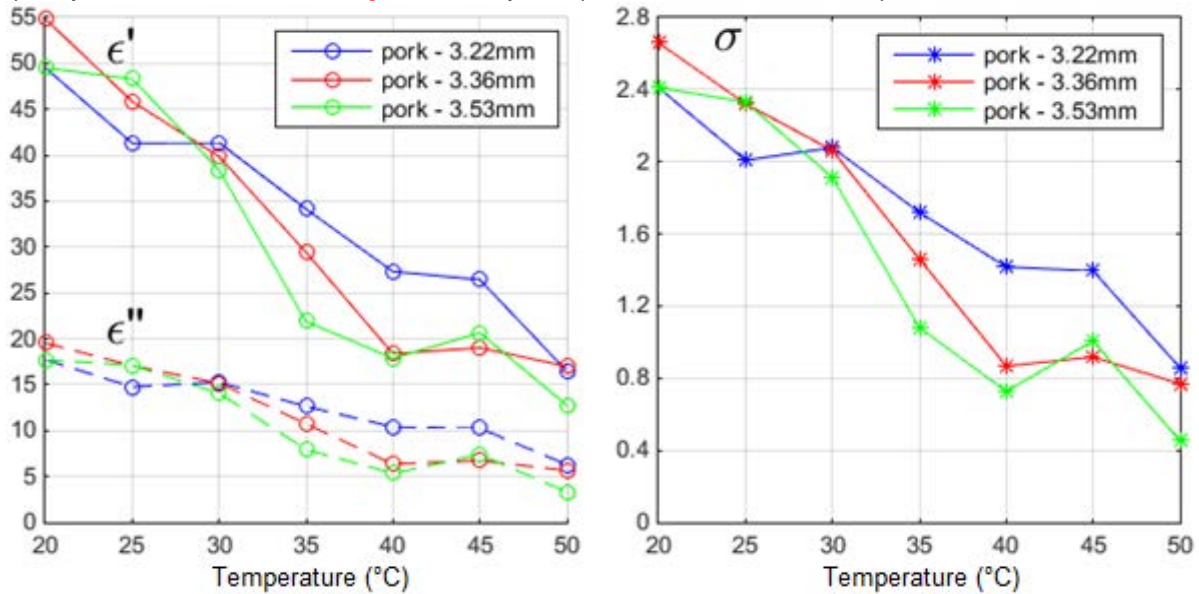 55
50
45
40
35
30
25
20
15
10
5
0
ϵ'
pork - 3.22mm
pork - 3.36mm
pork - 3.53mm
ϵ"
20 25 30 35 40 45 50
Temperature (°C)
2.8
2.4
2
1.6
1.2
0.8
0.4
0
σ
pork - 3.22mm
pork - 3.36mm
pork - 3.53mm
20 25 30 35 40 45 50
Temperature (°C)